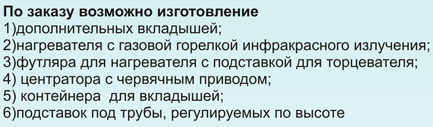 По заказу возможно изготовление
1)дополнительных вкладышей;
2)нагревателя с газовой горелкой инфракрасного излучения;
3)футляра для нагревателя с подставкой для торцевателя;
4) центратора с червячным приводом;
5) контейнера для вкладышей;
6)подставок под трубы, регулируемых по высоте